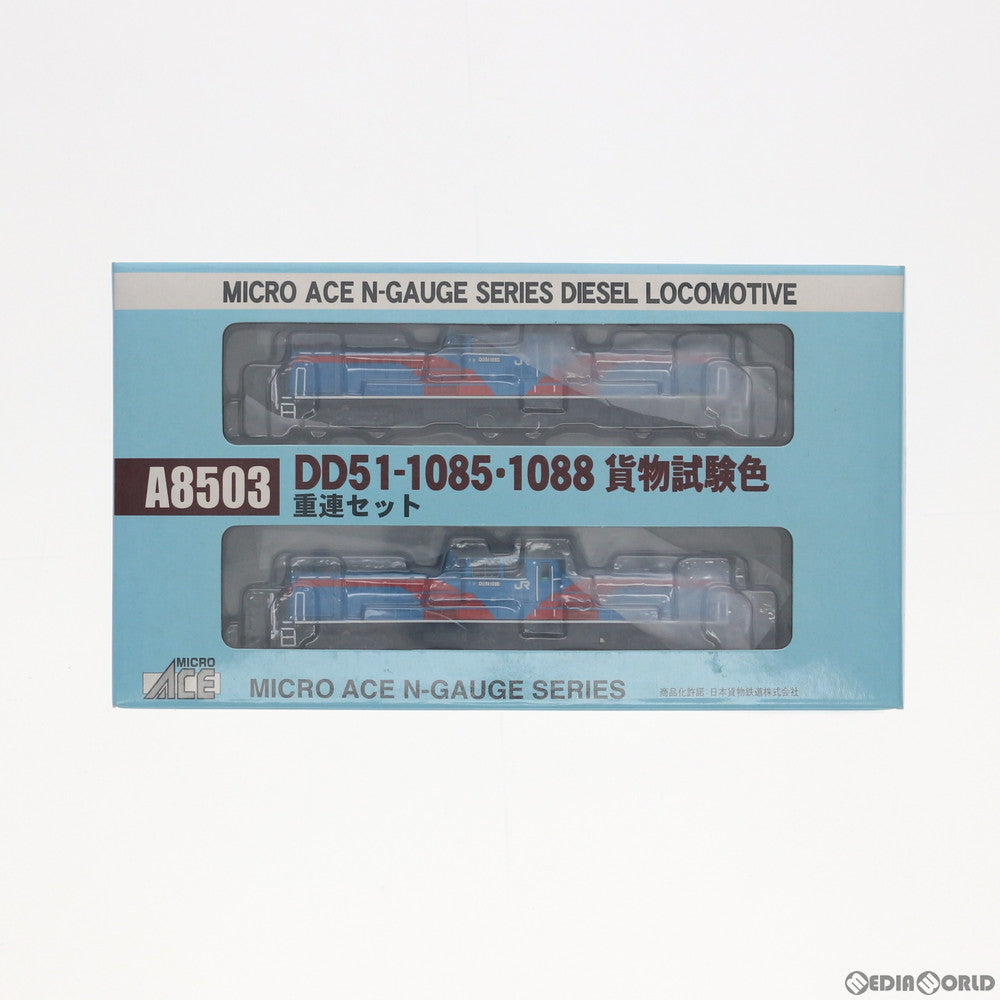 MICRO ACE N-GAUGE SERIES DIESEL LOCOMOTIVE
A8503
DD51-1085・1088 貨物試験色
重連セット
JR
MICRO
ACE
MICRO ACE N-GAUGE SERIES
商品化許諾:日本貨物鉄道株式会社
MEDIAWORLD